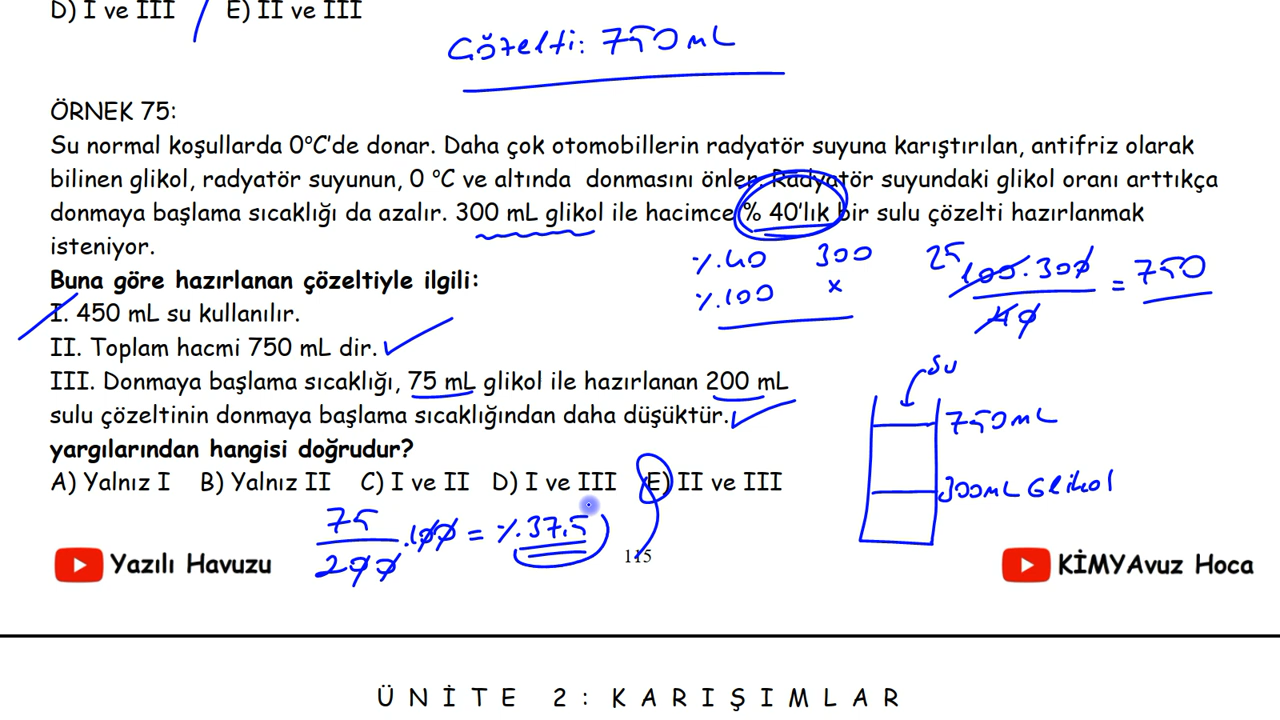 D) I ve III E) II ve III
Çözelti: 750 mL
ÖRNEK 75:
Su normal koşullarda 0°C'de donar. Daha çok otomobillerin radyatör suyuna karıştırılan, antifriz olarak
bilinen glikol, radyatör suyunun, 0 °C ve altında donmasını önler. Radyatör suyundaki glikol oranı arttıkça
donmaya başlama sıcaklığı da azalır. 300 mL glikol ile hacimce % 40'lık bir sulu çözelti hazırlanmak
isteniyor.
%.40 300
%.100 x
25
100.300
40
= 750
Buna göre hazırlanan çözeltiyle ilgili:
I. 450 mL su kullanılır.
II. Toplam hacmi 750 mL dir.
III. Donmaya başlama sıcaklığı, 75 mL glikol ile hazırlanan 200 mL
sulu çözeltinin donmaya başlama sıcaklığından daha düşüktür.
yargılarından hangisi doğrudur?
A) Yalnız I B) Yalnız II C) I ve II D) I ve III E) II ve III
Su
750mL
300mL Glikol
75
200
.100 = %.37,5
115
Yazılı Havuzu
KİMYAvuz Hoca
ÜNİTE 2: KARIŞIMLAR